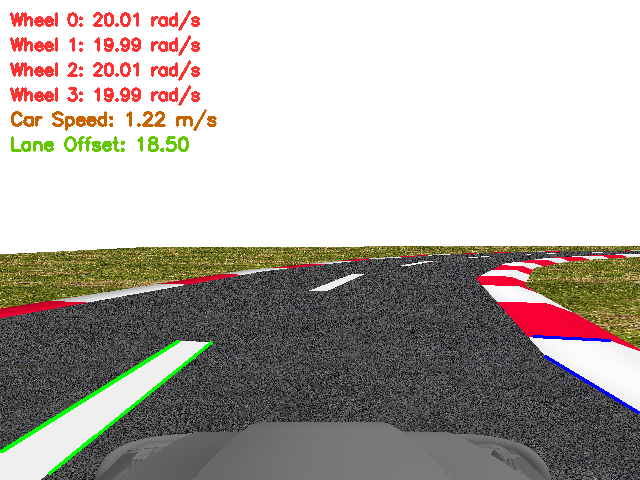 Wheel 0: 20.01 rad/s
Wheel 1: 19.99 rad/s
Wheel 2: 20.01 rad/s
Wheel 3: 19.99 rad/s
Car Speed: 1.22 m/s
Lane Offset: 18.50